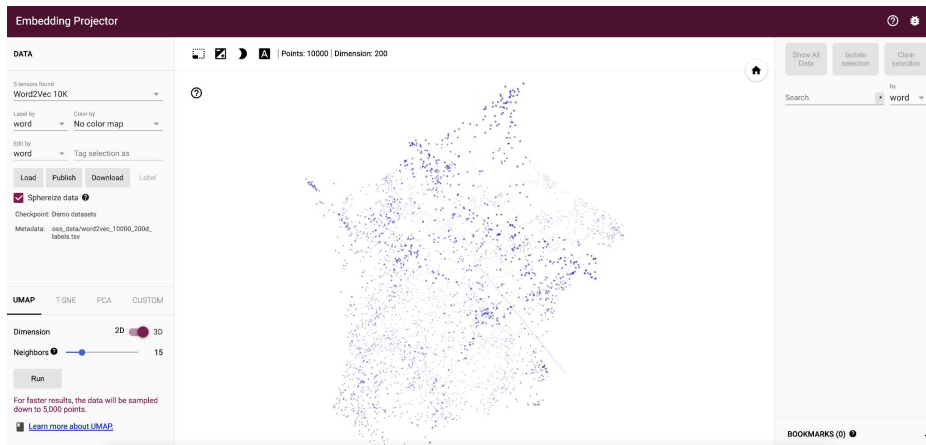 Embedding Projector
DATA
5 tensors found
Word2Vec 10K
Label by
Color by
word
No color map
Edit by
word
Tag selection as
Load
Publish
Download
Label
Sphereize data
Checkpoint: Demo datasets
Metadata: oss_data/word2vec_10000_200d_
labels.tsv
UMAP
T-SNE
PCA
CUSTOM
Dimension
2D
3D
Neighbors
15
Run
For faster results, the data will be sampled
down to 5,000 points.
Learn more about UMAP.
A
Points: 10000
Dimension: 200
Show All
Data
Isolate
selection
Clear
selection
Search
.*
by
word
BOOKMARKS (0)